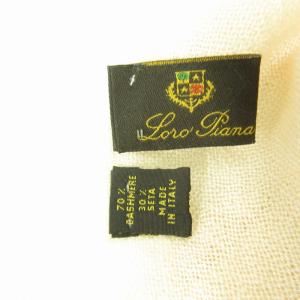 Loro Piana
70%
CASHMERE
30%
SETA
MADE
IN ITALY